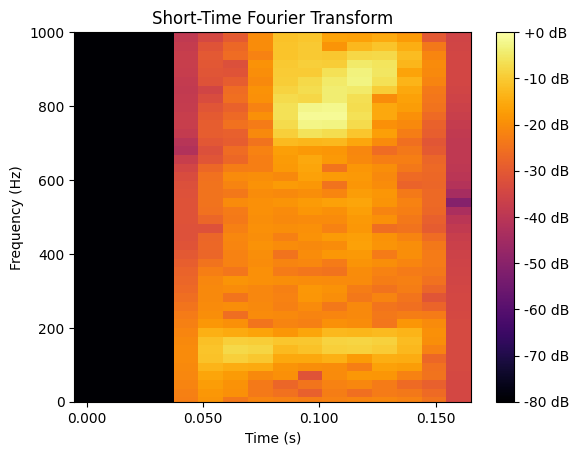 Short-Time Fourier Transform
1000
800
600
400
200
0
Frequency (Hz)
0.000
0.050
0.100
0.150
Time (s)
+0 dB
-10 dB
-20 dB
-30 dB
-40 dB
-50 dB
-60 dB
-70 dB
-80 dB